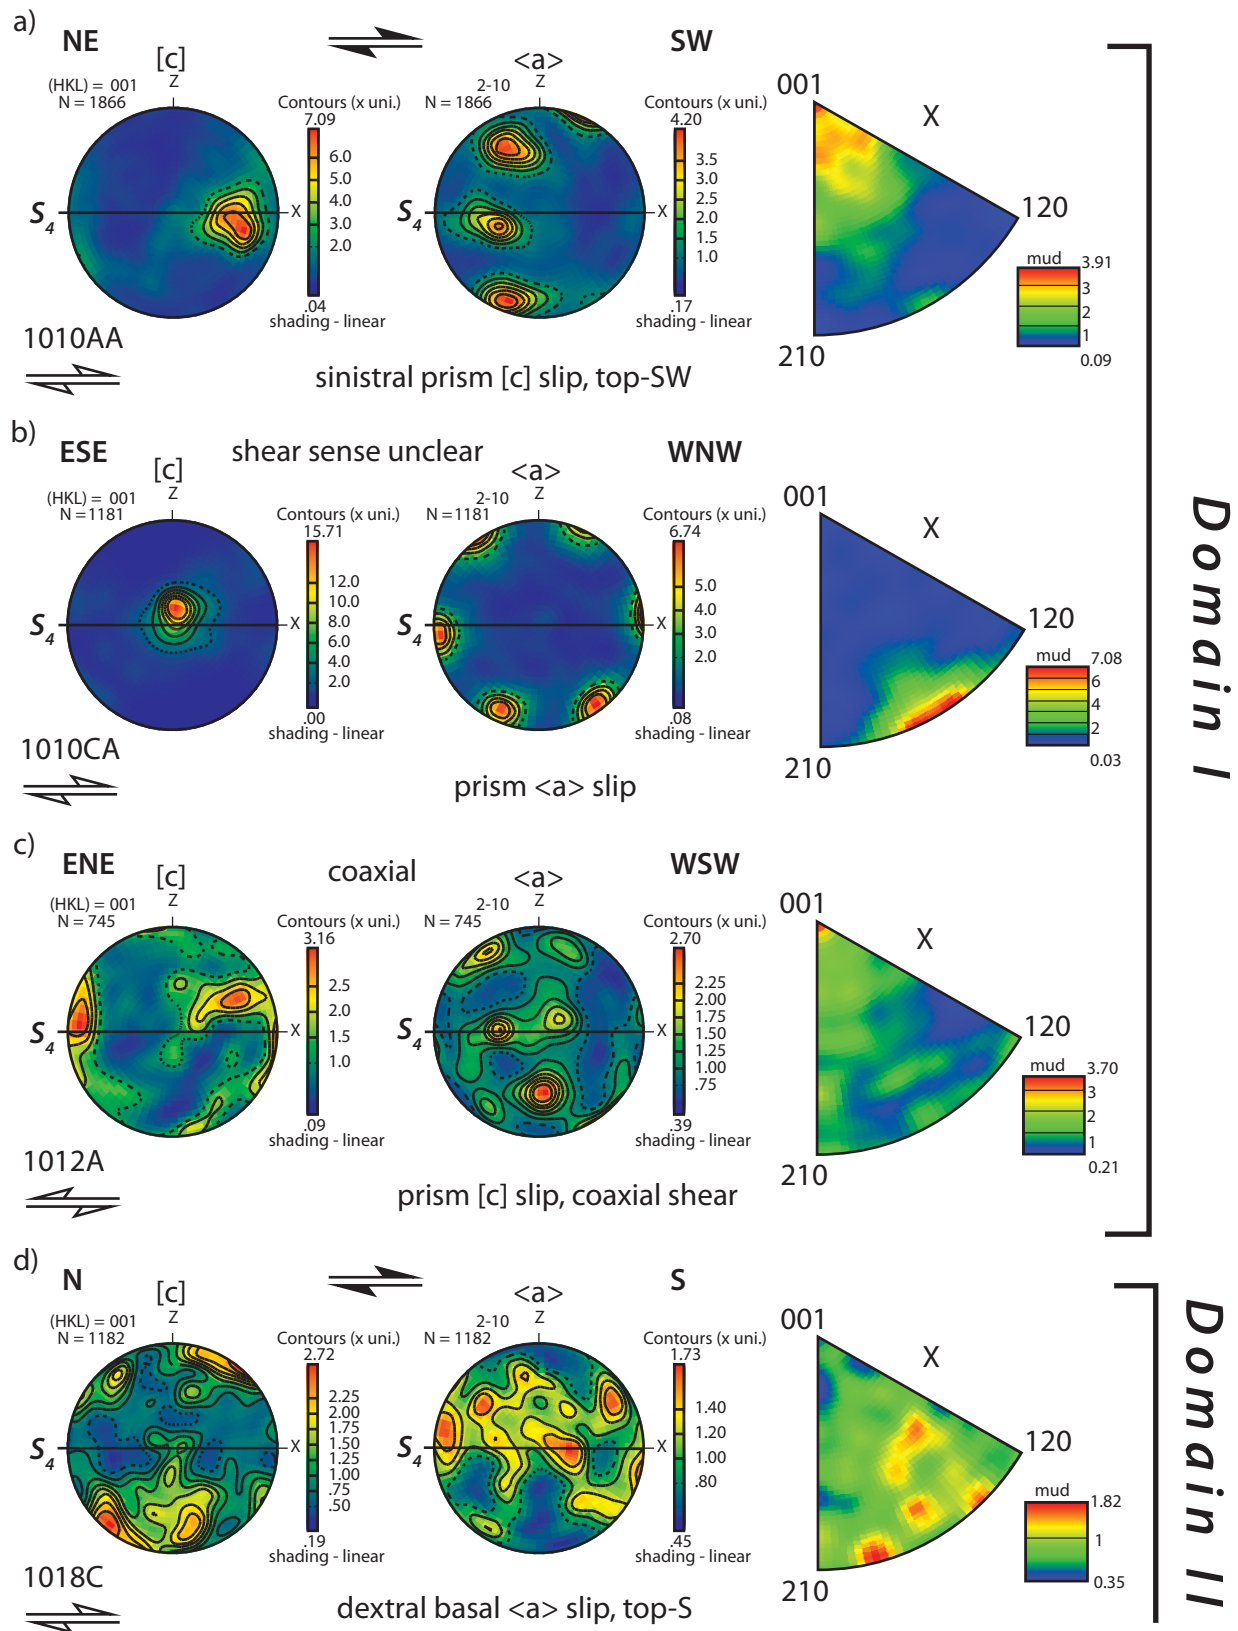 a)
NE
SW
[c]
<a>
Z
Z
(HKL) = 001
N = 1866
Contours (x uni.)
7.09
6.0
5.0
4.0
3.0
2.0
.04
shading - linear
S4
X
2-10
N = 1866
Contours (x uni.)
4.20
3.5
3.0
2.5
2.0
1.5
1.0
.17
shading - linear
001
X
120
210
mud
3.91
3
2
1
0.09
1010AA
sinistral prism [c] slip, top-SW
b)
ESE
shear sense unclear
WNW
[c]
<a>
Z
Z
(HKL) = 001
N = 1181
Contours (x uni.)
15.71
12.0
10.0
8.0
6.0
4.0
2.0
.00
shading - linear
S4
X
2-10
N = 1181
Contours (x uni.)
6.74
5.0
4.0
3.0
2.0
.08
shading - linear
001
X
120
210
mud
7.08
6
4
2
0.03
1010CA
prism <a> slip
c)
ENE
coaxial
WSW
[c]
<a>
Z
Z
(HKL) = 001
N = 745
Contours (x uni.)
3.16
2.5
2.0
1.5
1.0
.09
shading - linear
S4
X
S4
2-10
N = 745
Contours (x uni.)
2.70
2.25
2.00
1.75
1.50
1.25
1.00
.75
.39
shading - linear
001
X
120
210
mud
3.70
3
2
1
0.21
1012A
prism [c] slip, coaxial shear
Domain I
d)
N
S
[c]
<a>
Z
Z
(HKL) = 001
N = 1182
Contours (x uni.)
2.72
2.25
2.00
1.75
1.50
1.25
1.00
.75
.50
.19
shading - linear
S4
X
S4
2-10
N = 1182
Contours (x uni.)
1.73
1.40
1.20
1.00
.80
.45
shading - linear
X
001
X
120
210
mud
1.82
1
0.35
1018C
dextral basal <a> slip, top-S
Domain II